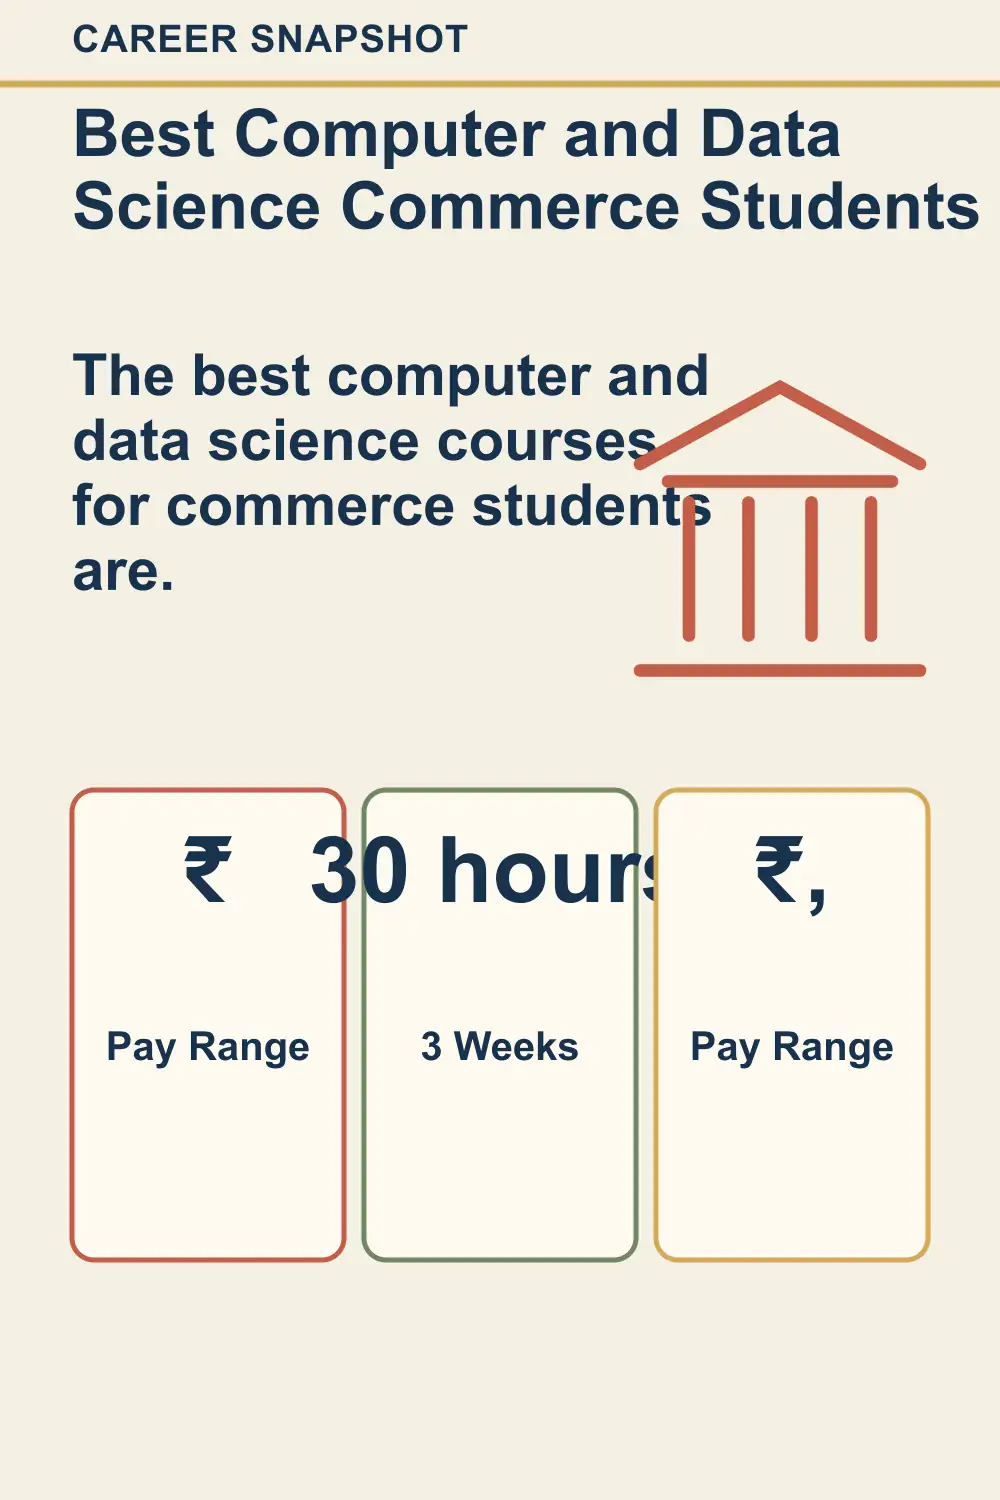 CAREER SNAPSHOT
Best Computer and Data
Science Commerce Students
The best computer and
data science courses
for commerce students
are.
₹
30 hours
₹,
Pay Range
3 Weeks
Pay Range